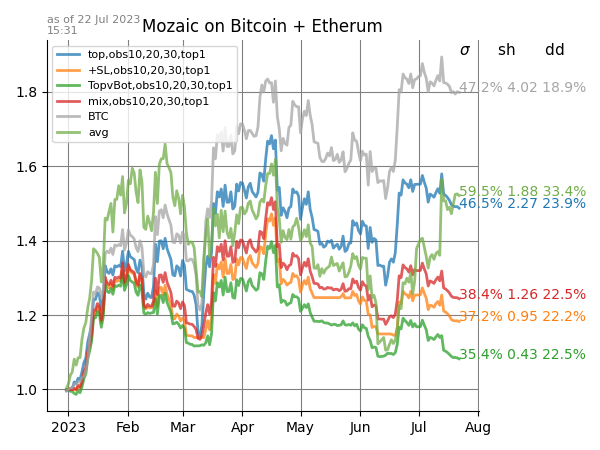 as of 22 Jul 2023
15:31
Mozaic on Bitcoin + Etherum
σ sh dd
top,obs10,20,30,top1
+SL,obs10,20,30,top1
TopvBot,obs10,20,30,top1
mix,obs10,20,30,top1
BTC
avg
47.2% 4.02 18.9%
59.5% 1.88 33.4%
46.5% 2.27 23.9%
38.4% 1.26 22.5%
37.2% 0.95 22.2%
35.4% 0.43 22.5%
1.8
1.6
1.4
1.2
1.0
2023 Feb Mar Apr May Jun Jul Aug